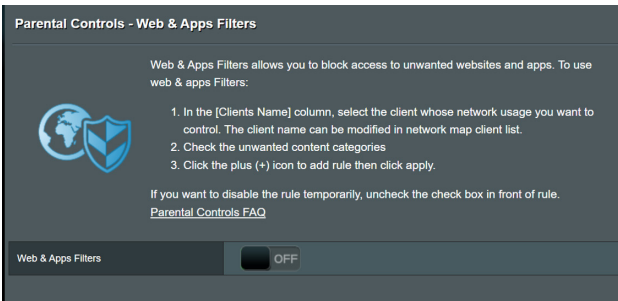 Parental Controls - Web & Apps Filters
Web & Apps Filters allows you to block access to unwanted websites and apps. To use
web & apps Filters:
1. In the [Clients Name] column, select the client whose network usage you want to
control. The client name can be modified in network map client list.
2. Check the unwanted content categories
3. Click the plus (+) icon to add rule then click apply.
If you want to disable the rule temporarily, uncheck the check box in front of rule.
Parental Controls FAQ
Web & Apps Filters
OFF